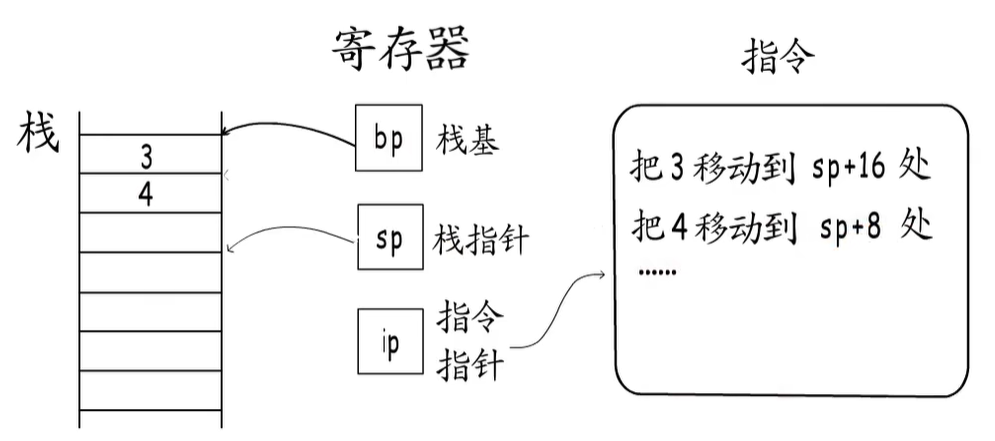 寄存器
指令
栈
3
4
bp 栈基
sp 栈指针
ip 指令
指针
把3移动到 sp+16 处
把4移动到 sp+8 处
······